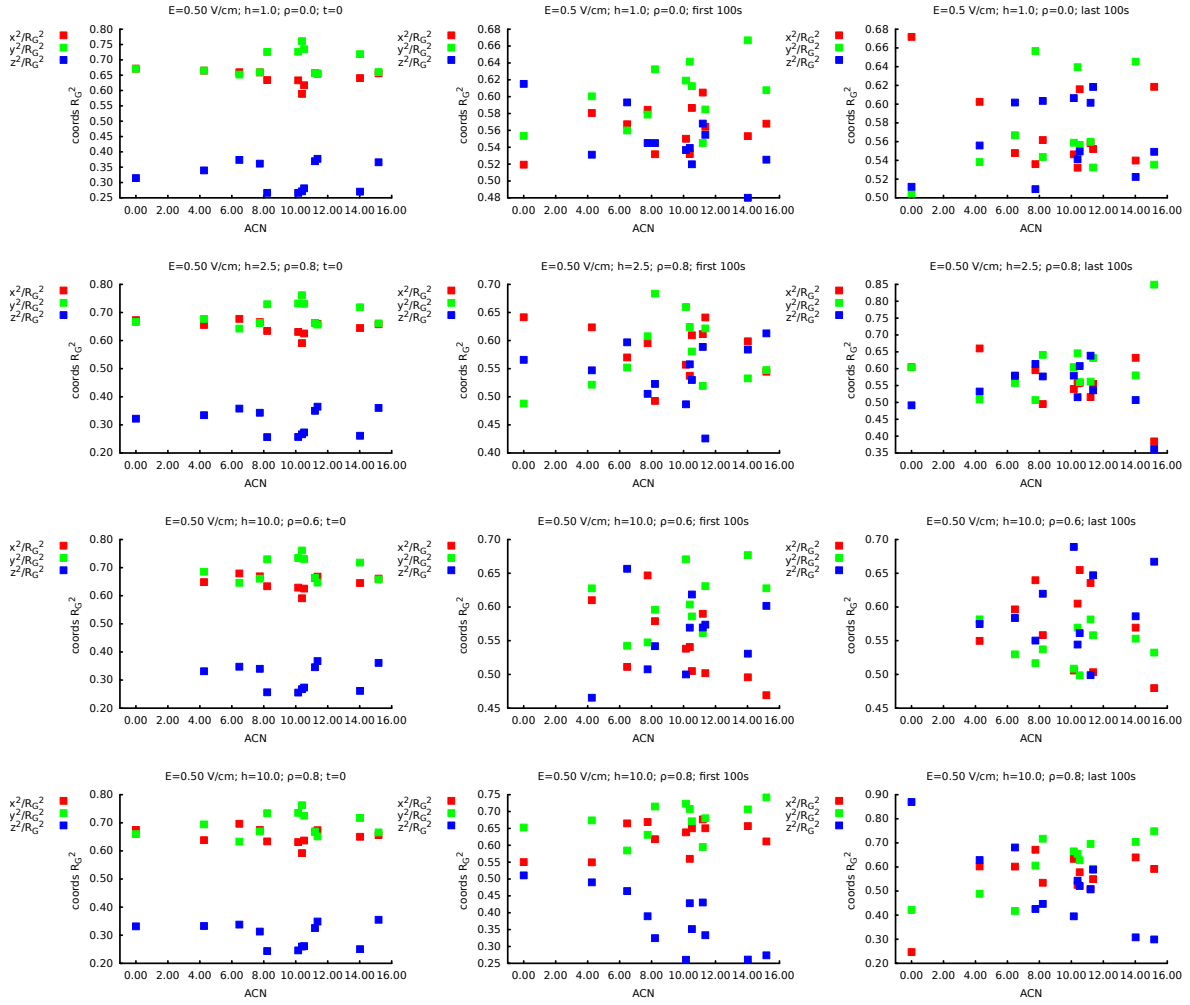 E=0.50 V/cm; h=1.0; ρ=0.0; t=0
x²/R_G²
y²/R_G²
z²/R_G²
coords R_G²
0.80
0.75
0.70
0.65
0.60
0.55
0.50
0.45
0.40
0.35
0.30
0.25
0.00 2.00 4.00 6.00 8.00 10.00 12.00 14.00 16.00
ACN
E=0.5 V/cm; h=1.0; ρ=0.0; first 100s
x²/R_G²
y²/R_G²
z²/R_G²
coords R_G²
0.68
0.66
0.64
0.62
0.60
0.58
0.56
0.54
0.52
0.50
0.48
0.00 2.00 4.00 6.00 8.00 10.00 12.00 14.00 16.00
ACN
E=0.5 V/cm; h=1.0; ρ=0.0; last 100s
x²/R_G²
y²/R_G²
z²/R_G²
coords R_G²
0.68
0.66
0.64
0.62
0.60
0.58
0.56
0.54
0.52
0.50
0.00 2.00 4.00 6.00 8.00 10.00 12.00 14.00 16.00
ACN
E=0.50 V/cm; h=2.5; ρ=0.8; t=0
x²/R_G²
y²/R_G²
z²/R_G²
coords R_G²
0.80
0.70
0.60
0.50
0.40
0.30
0.20
0.00 2.00 4.00 6.00 8.00 10.00 12.00 14.00 16.00
ACN
E=0.50 V/cm; h=2.5; ρ=0.8; first 100s
x²/R_G²
y²/R_G²
z²/R_G²
coords R_G²
0.70
0.65
0.60
0.55
0.50
0.45
0.40
0.00 2.00 4.00 6.00 8.00 10.00 12.00 14.00 16.00
ACN
E=0.50 V/cm; h=2.5; ρ=0.8; last 100s
x²/R_G²
y²/R_G²
z²/R_G²
coords R_G²
0.85
0.80
0.75
0.70
0.65
0.60
0.55
0.50
0.45
0.40
0.35
0.00 2.00 4.00 6.00 8.00 10.00 12.00 14.00 16.00
ACN
E=0.50 V/cm; h=10.0; ρ=0.6; t=0
x²/R_G²
y²/R_G²
z²/R_G²
coords R_G²
0.80
0.70
0.60
0.50
0.40
0.30
0.20
0.00 2.00 4.00 6.00 8.00 10.00 12.00 14.00 16.00
ACN
E=0.50 V/cm; h=10.0; ρ=0.6; first 100s
x²/R_G²
y²/R_G²
z²/R_G²
coords R_G²
0.70
0.65
0.60
0.55
0.50
0.45
0.00 2.00 4.00 6.00 8.00 10.00 12.00 14.00 16.00
ACN
E=0.50 V/cm; h=10.0; ρ=0.6; last 100s
x²/R_G²
y²/R_G²
z²/R_G²
coords R_G²
0.70
0.65
0.60
0.55
0.50
0.45
0.00 2.00 4.00 6.00 8.00 10.00 12.00 14.00 16.00
ACN
E=0.50 V/cm; h=10.0; ρ=0.8; t=0
x²/R_G²
y²/R_G²
z²/R_G²
coords R_G²
0.80
0.70
0.60
0.50
0.40
0.30
0.20
0.00 2.00 4.00 6.00 8.00 10.00 12.00 14.00 16.00
ACN
E=0.50 V/cm; h=10.0; ρ=0.8; first 100s
x²/R_G²
y²/R_G²
z²/R_G²
coords R_G²
0.75
0.70
0.65
0.60
0.55
0.50
0.45
0.40
0.35
0.30
0.25
0.00 2.00 4.00 6.00 8.00 10.00 12.00 14.00 16.00
ACN
E=0.50 V/cm; h=10.0; ρ=0.8; last 100s
x²/R_G²
y²/R_G²
z²/R_G²
coords R_G²
0.90
0.80
0.70
0.60
0.50
0.40
0.30
0.20
0.00 2.00 4.00 6.00 8.00 10.00 12.00 14.00 16.00
ACN